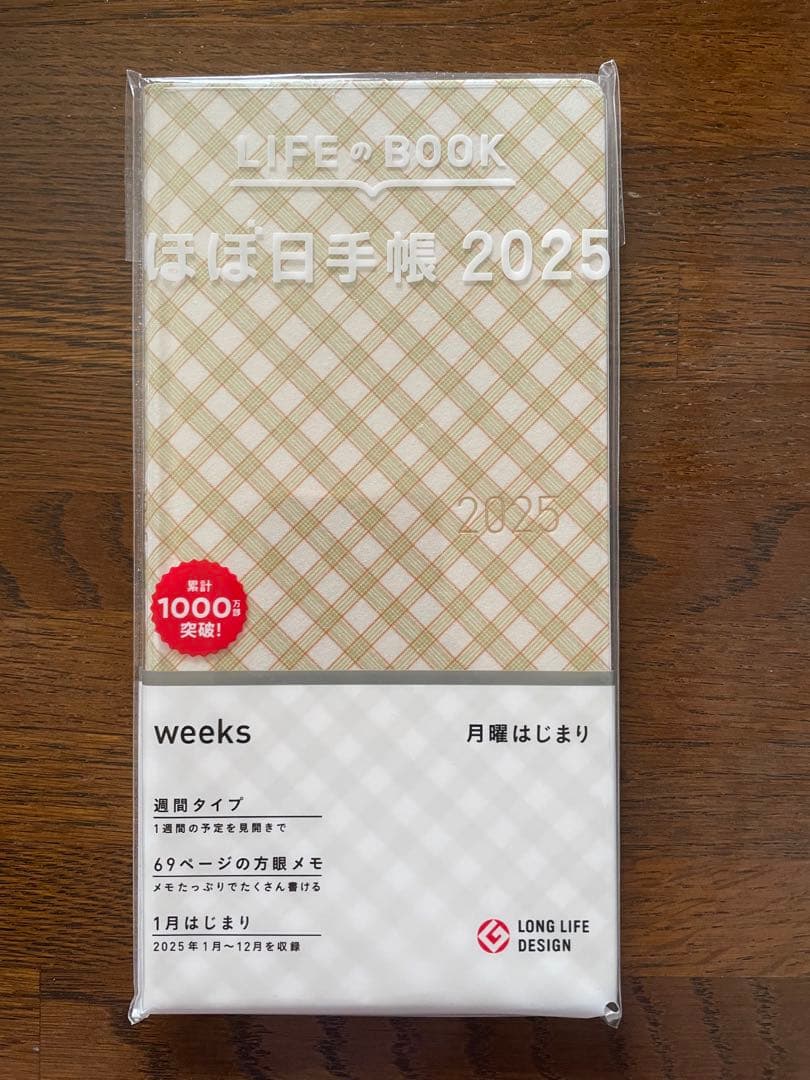 LIFEのBOOK
ほぼ日手帳 2025
2025
累計
1000万部
突破!
weeks
月曜はじまり
週間タイプ
1週間の予定を見開きで
69ページの方眼メモ
メモたっぷりでたくさん書ける
1月はじまり
2025年1月〜12月を収録
LONG LIFE
DESIGN